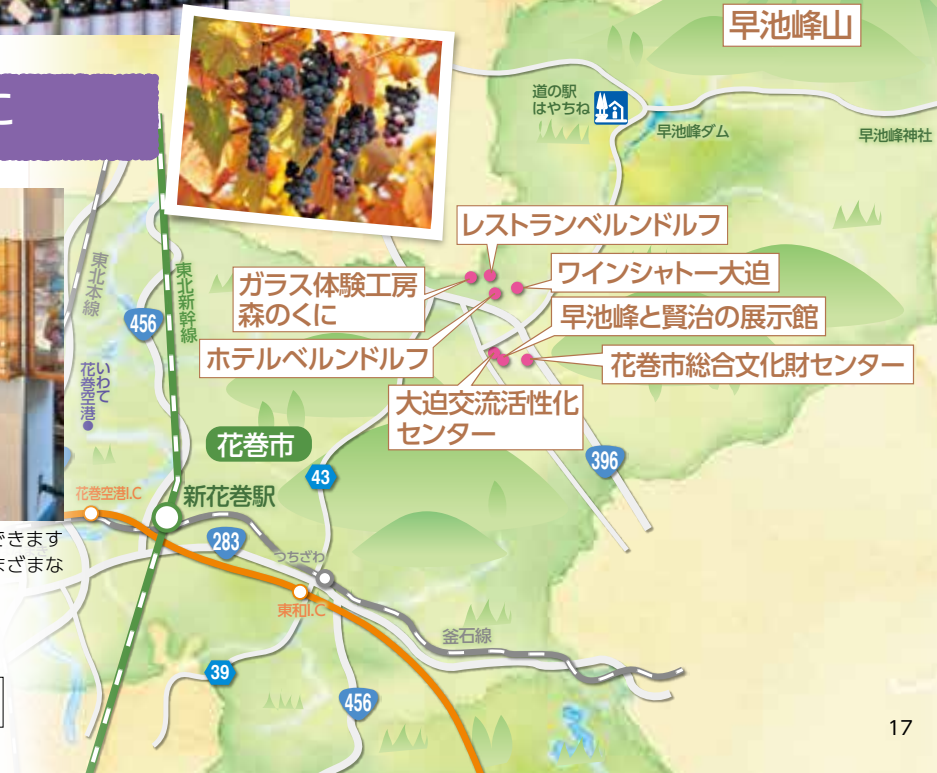 早池峰山
に
道の駅
はやちね
早池峰ダム
早池峰神社
レストランベルンドルフ
ガラス体験工房
森のくに
ワインシャトー大迫
早池峰と賢治の展示館
ホテルベルンドルフ
花巻市総合文化財センター
大迫交流活性化
センター
東北本線
東北新幹線
456
いわて
花巻空港
花巻市
396
43
花巻空港I.C
新花巻駅
283
つちざわ
できます
まざまな
東和I.C
釜石線
39
456
17